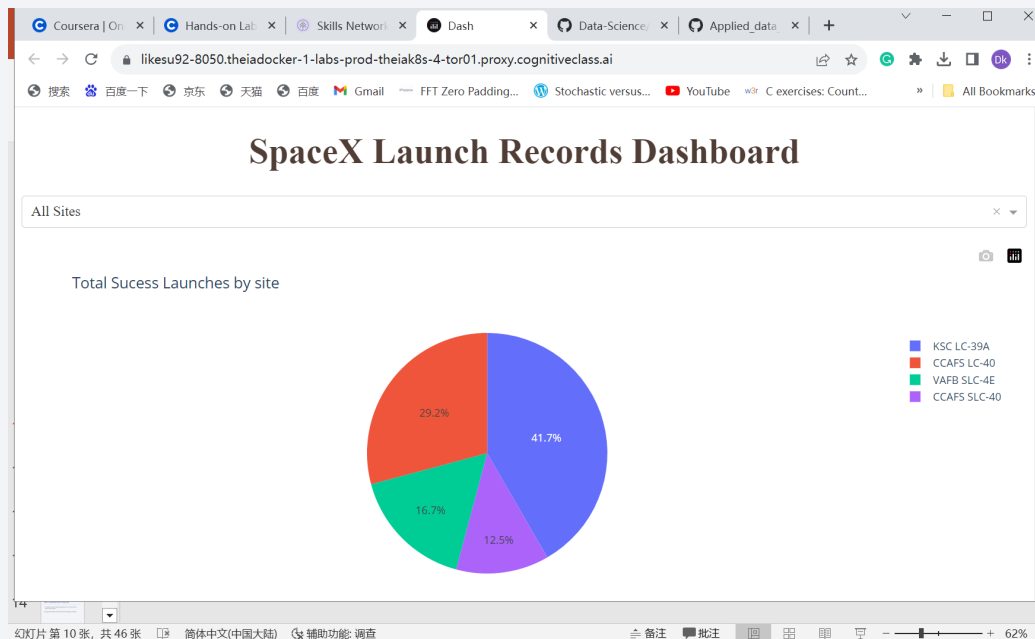 Coursera | On
Hands-on Lab
Skills Network
Dash
Data-Science/
Applied_data
likesu92-8050.theiadocker-1-labs-prod-theiak8s-4-tor01.proxy.cognitiveclass.ai
Dk
搜索
百度一下
京东
天猫
百度
Gmail
FFT Zero Padding...
Stochastic versus...
YouTube
w3r
C exercises: Count...
»
All Bookmarks
SpaceX Launch Records Dashboard
All Sites
Total Sucess Launches by site
KSC LC-39A
CCAFS LC-40
VAFB SLC-4E
CCAFS SLC-40
29.2%
41.7%
16.7%
12.5%
14
幻灯片 第 10 张，共 46 张
简体中文(中国大陆)
辅助功能: 调查
备注
批注
62%